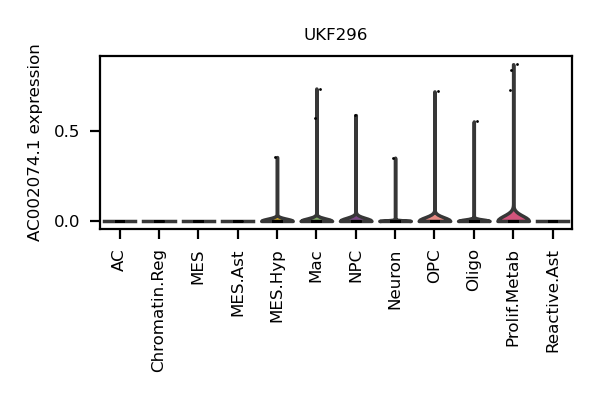 UKF296
AC002074.1 expression
0.5
0.0
AC
Chromatin.Reg
MES
MES.Ast
MES.Hyp
Mac
NPC
Neuron
OPC
Oligo
Prolif.Metab
Reactive.Ast